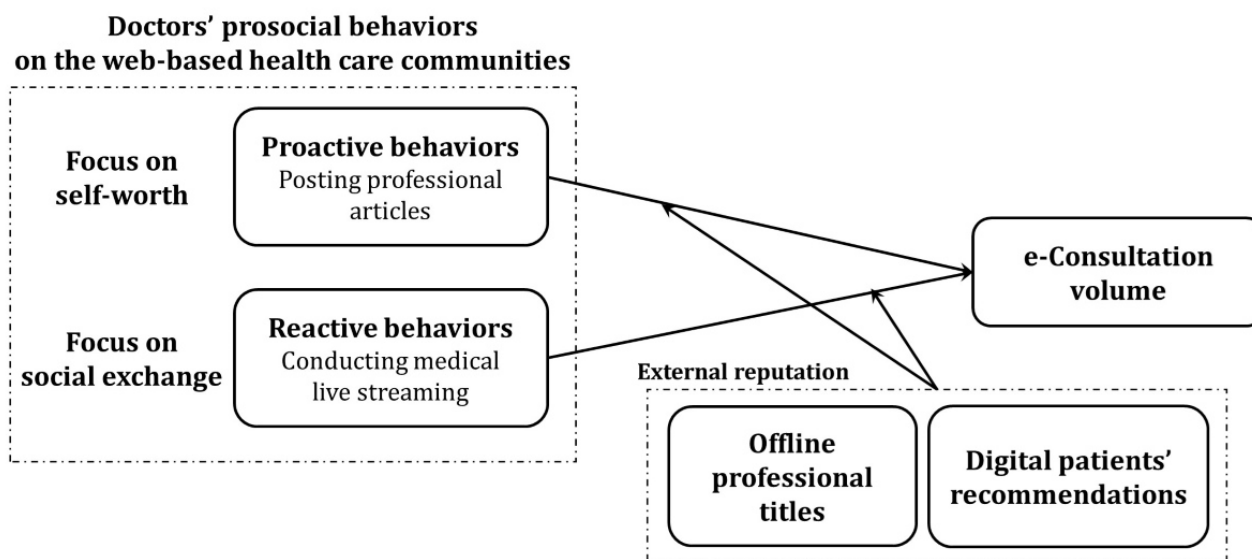 Doctors’ prosocial behaviors
on the web-based health care communities
Focus on
self-worth
Proactive behaviors
Posting professional
articles
Focus on
social exchange
Reactive behaviors
Conducting medical
live streaming
e-Consultation
volume
External reputation
Offline
professional
titles
Digital patients’
recommendations